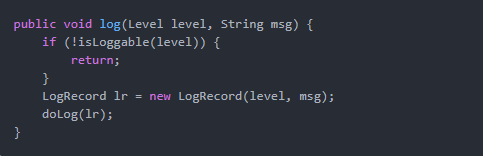 public void log(Level level, String msg) {
    if (!isLoggable(level)) {
        return;
    }
    LogRecord lr = new LogRecord(level, msg);
    doLog(lr);
}